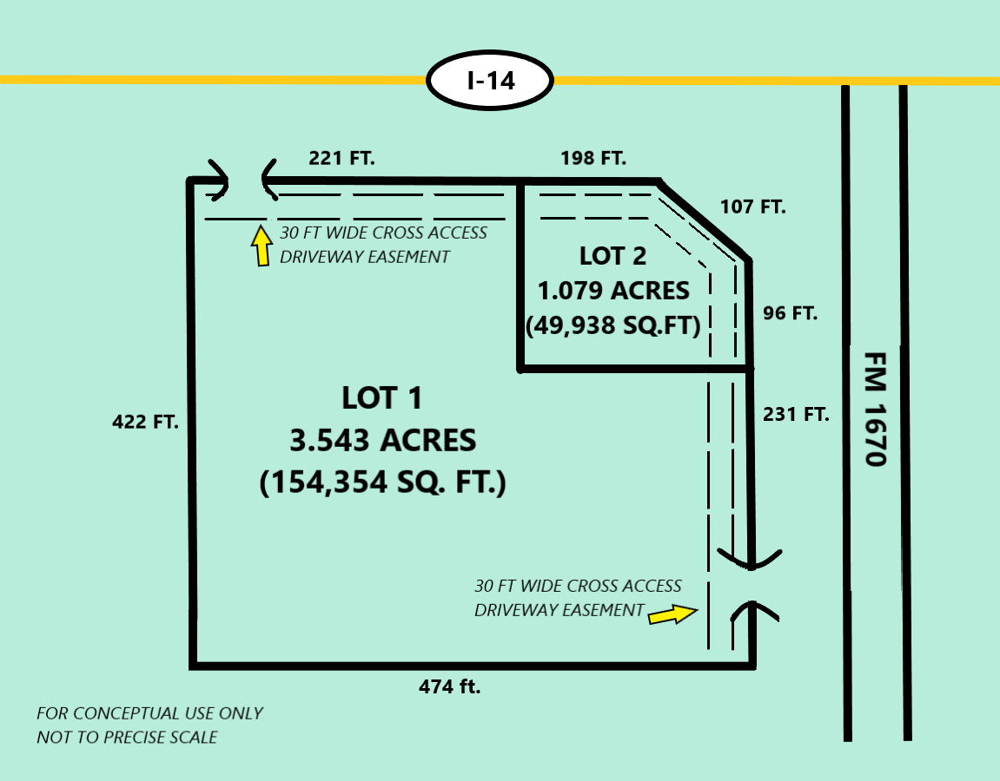 I-14
221 FT.
198 FT.
107 FT.
30 FT WIDE CROSS ACCESS
DRIVEWAY EASEMENT
LOT 2
1.079 ACRES
(49,938 SQ.FT)
96 FT.
FM 1670
LOT 1
3.543 ACRES
(154,354 SQ. FT.)
422 FT.
231 FT.
30 FT WIDE CROSS ACCESS
DRIVEWAY EASEMENT
474 ft.
FOR CONCEPTUAL USE ONLY
NOT TO PRECISE SCALE